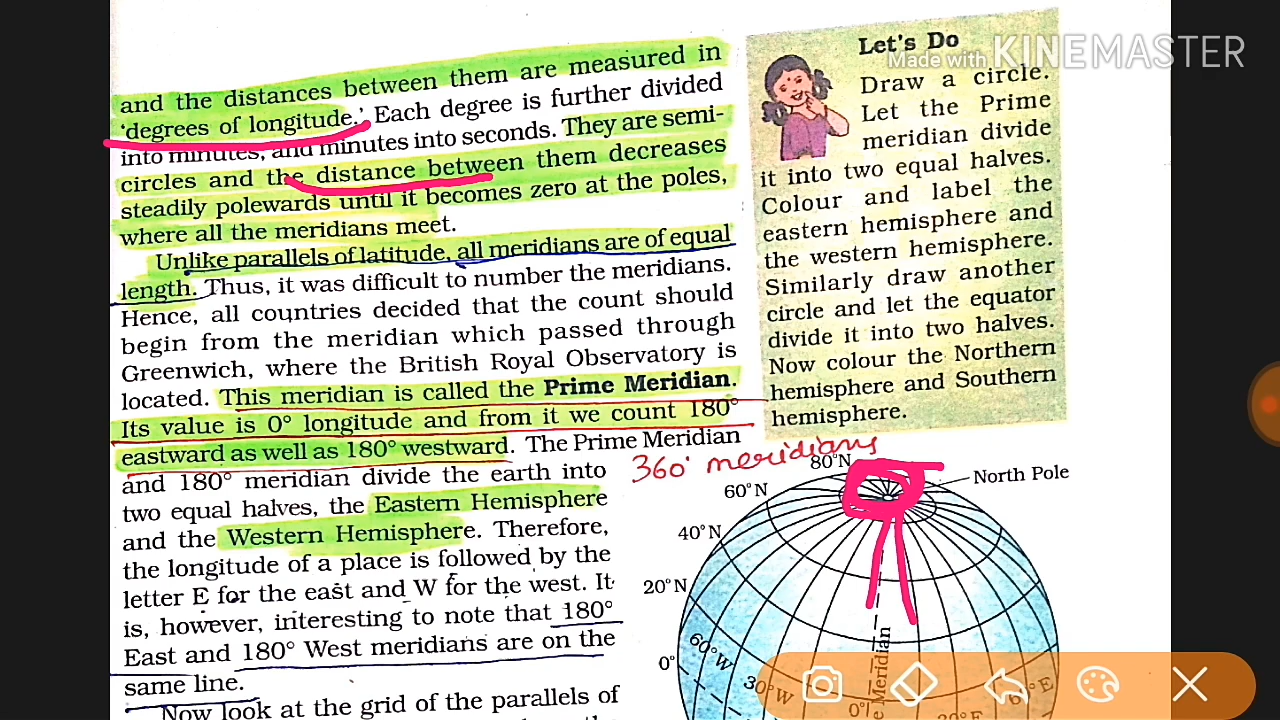 and the distances between them are measured in
‘degrees of longitude.’ Each degree is further divided
into minutes, and minutes into seconds. They are semi-
circles and the distance between them decreases
steadily polewards until it becomes zero at the poles,
where all the meridians meet.
Unlike parallels of latitude, all meridians are of equal
length. Thus, it was difficult to number the meridians.
Hence, all countries decided that the count should
begin from the meridian which passed through
Greenwich, where the British Royal Observatory is
located. This meridian is called the Prime Meridian.
Its value is 0° longitude and from it we count 180°
eastward as well as 180° westward. The Prime Meridian
and 180° meridian divide the earth into
two equal halves, the Eastern Hemisphere
and the Western Hemisphere. Therefore,
the longitude of a place is followed by the
letter E for the east and W for the west. It
is, however, interesting to note that 180°
East and 180° West meridians are on the
same line.
Now look at the grid of the parallels of
Let's Do
Made with KINEMASTER
Draw a circle.
Let the Prime
meridian divide
it into two equal halves.
Colour and label the
eastern hemisphere and
the western hemisphere.
Similarly draw another
circle and let the equator
divide it into two halves.
Now colour the Northern
hemisphere and Southern
hemisphere.
360° meridians
80°N
North Pole
60°N
40°N
20°N
0°
60°W
30°W
0°
Meridian